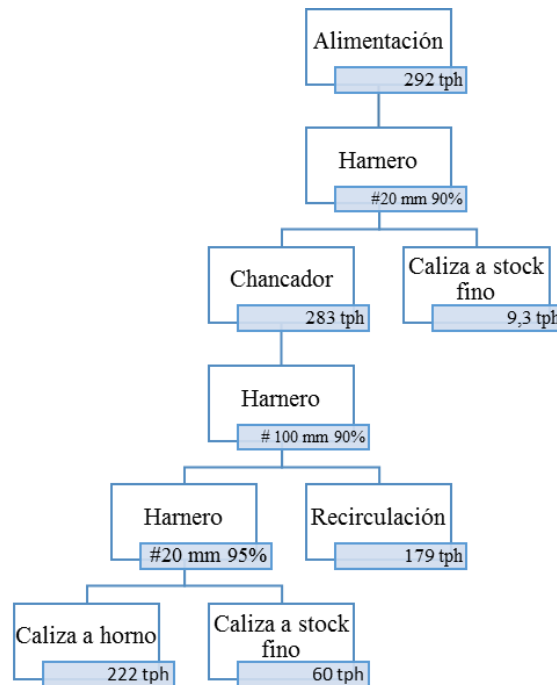 Alimentación
292 tph
Harnero
#20 mm 90%
Chancador
283 tph
Caliza a stock
fino
9,3 tph
Harnero
# 100 mm 90%
Harnero
#20 mm 95%
Recirculación
179 tph
Caliza a horno
222 tph
Caliza a stock
fino
60 tph